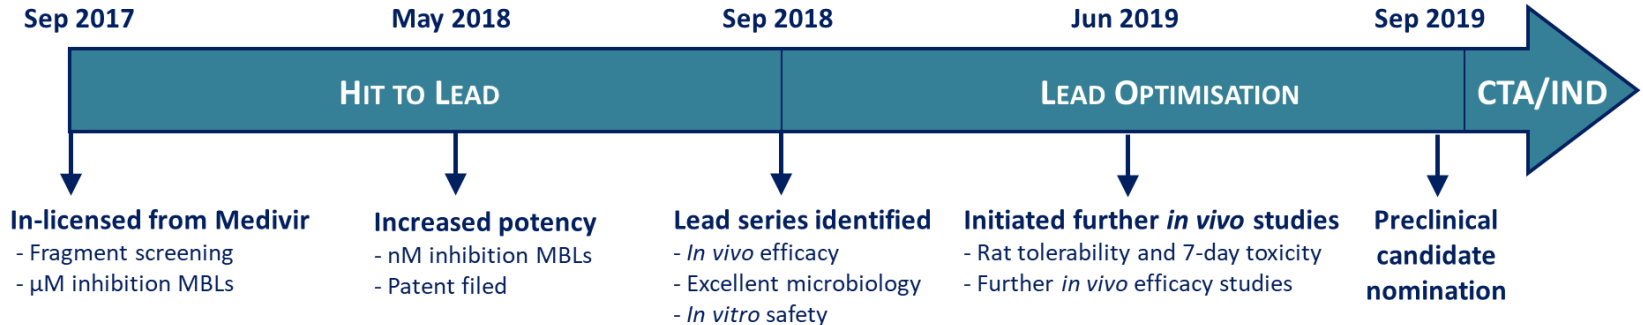 Sep 2017
May 2018
Sep 2018
Jun 2019
Sep 2019
HIT TO LEAD
LEAD OPTIMISATION
CTA/IND
In-licensed from Medivir
- Fragment screening
- µM inhibition MBLs
Increased potency
- nM inhibition MBLs
- Patent filed
Lead series identified
- In vivo efficacy
- Excellent microbiology
- In vitro safety
Initiated further in vivo studies
- Rat tolerability and 7-day toxicity
- Further in vivo efficacy studies
Preclinical
candidate
nomination